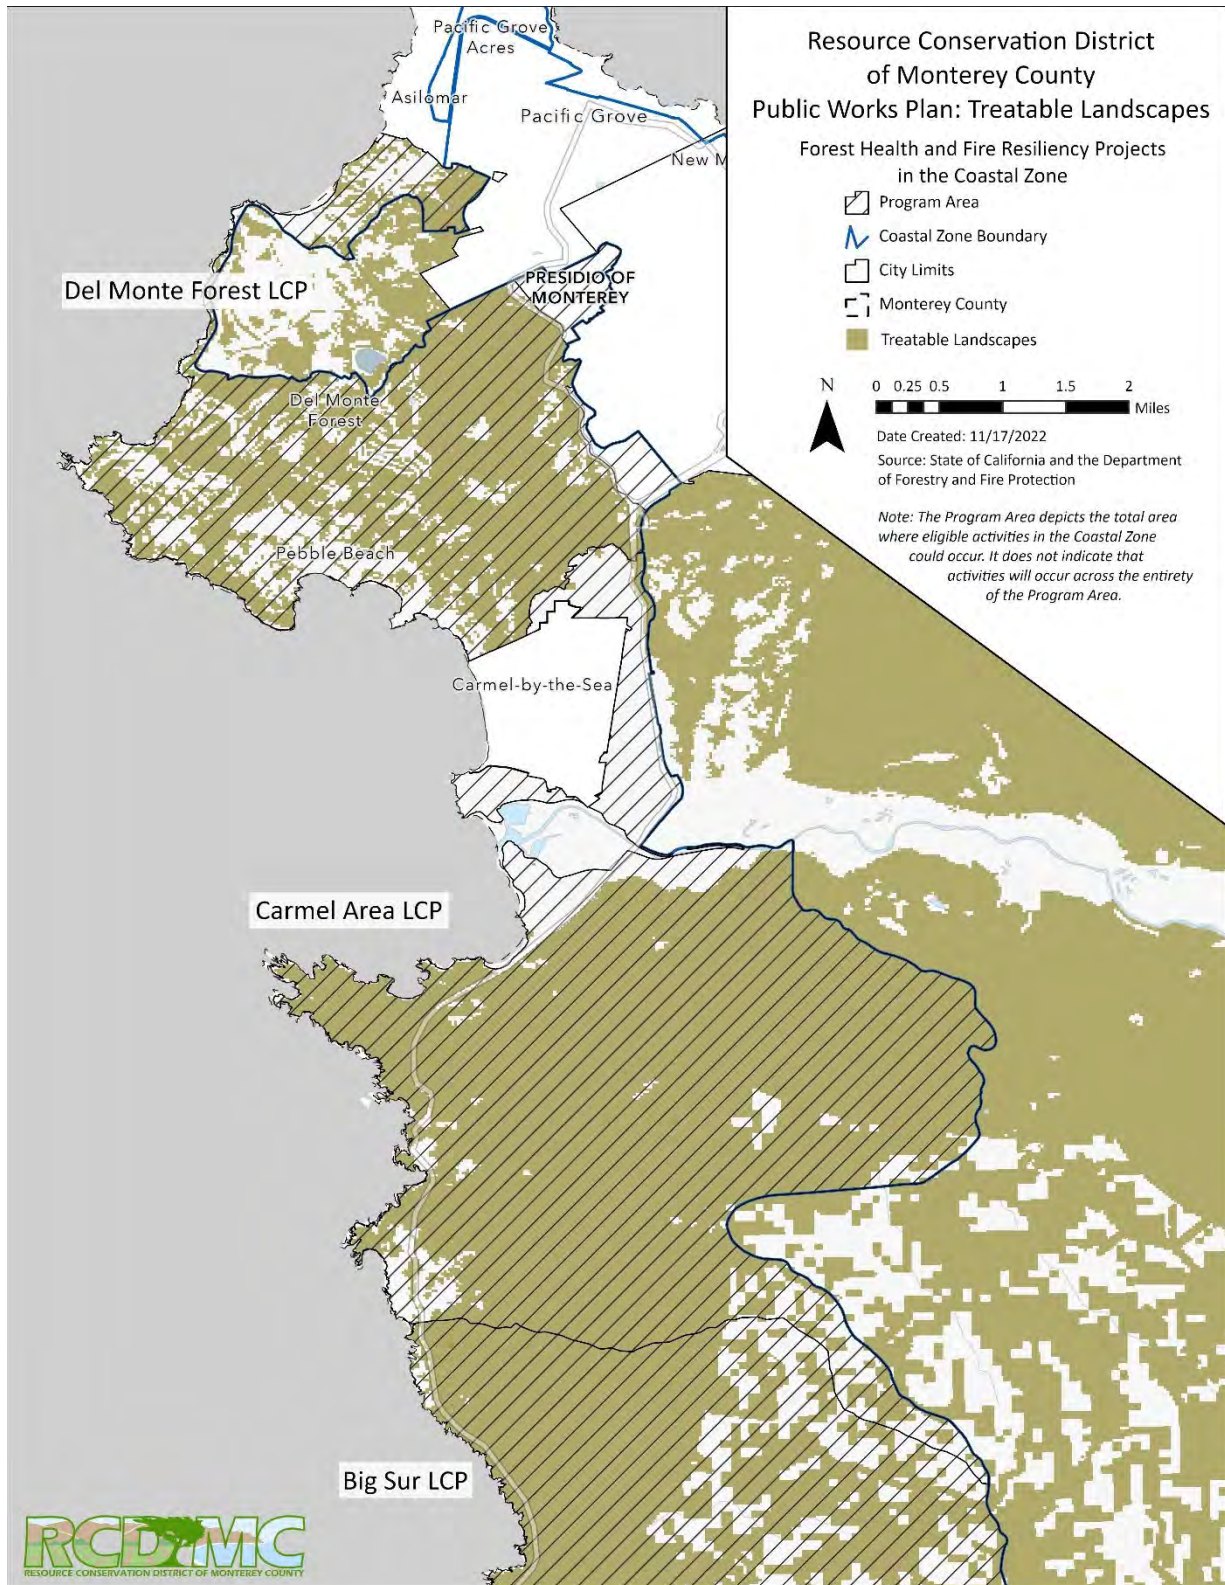 Resource Conservation District
of Monterey County
Public Works Plan: Treatable Landscapes
Forest Health and Fire Resiliency Projects
in the Coastal Zone
Program Area
Coastal Zone Boundary
City Limits
Monterey County
Treatable Landscapes
N
0 0.25 0.5 1 1.5 2
Miles
Date Created: 11/17/2022
Source: State of California and the Department
of Forestry and Fire Protection
Note: The Program Area depicts the total area
where eligible activities in the Coastal Zone
could occur. It does not indicate that
activities will occur across the entirety
of the Program Area.
Pacific Grove
Acres
Asilomar
Pacific Grove
New M
PRESIDIO OF
MONTEREY
Del Monte Forest LCP
Del Monte
Forest
Pebble Beach
Carmel-by-the-Sea
Carmel Area LCP
Big Sur LCP
RCDMC
RESOURCE CONSERVATION DISTRICT OF MONTEREY COUNTY